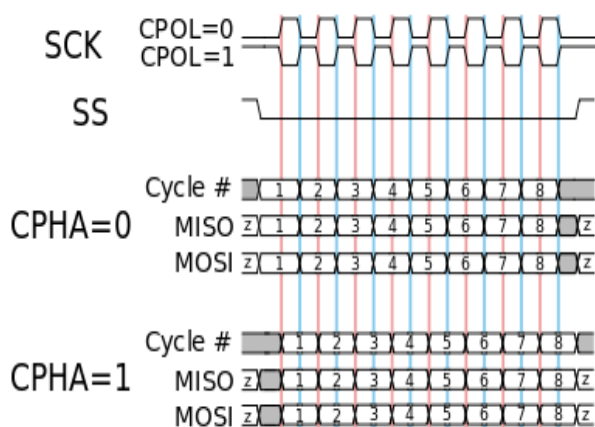 SCK CPOL=0
CPOL=1
SS
Cycle # 1 2 3 4 5 6 7 8
CPHA=0 MISO z 1 2 3 4 5 6 7 8 z
MOSI z 1 2 3 4 5 6 7 8 z
Cycle # 1 2 3 4 5 6 7 8
CPHA=1 MISO z 1 2 3 4 5 6 7 8 z
MOSI z 1 2 3 4 5 6 7 8 z